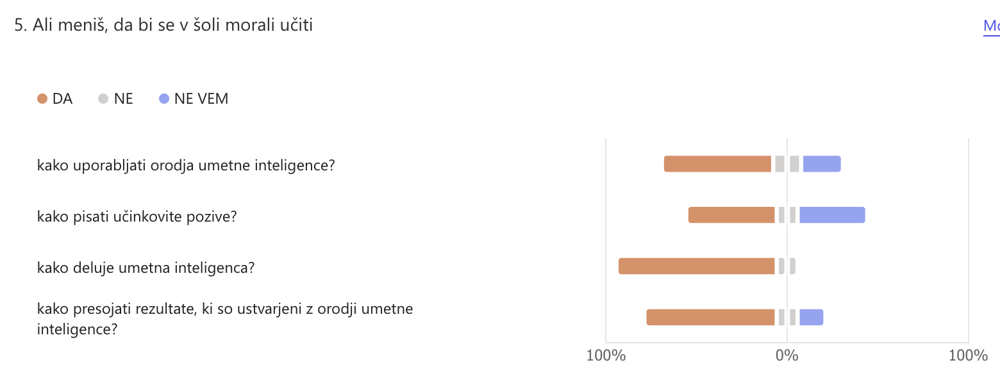 5. Ali meniš, da bi se v šoli morali učiti
DA
NE
NE VEM
kako uporabljati orodja umetne inteligence?
kako pisati učinkovite pozive?
kako deluje umetna inteligenca?
kako presojati rezultate, ki so ustvarjeni z orodji umetne
inteligence?
100%
0%
100%